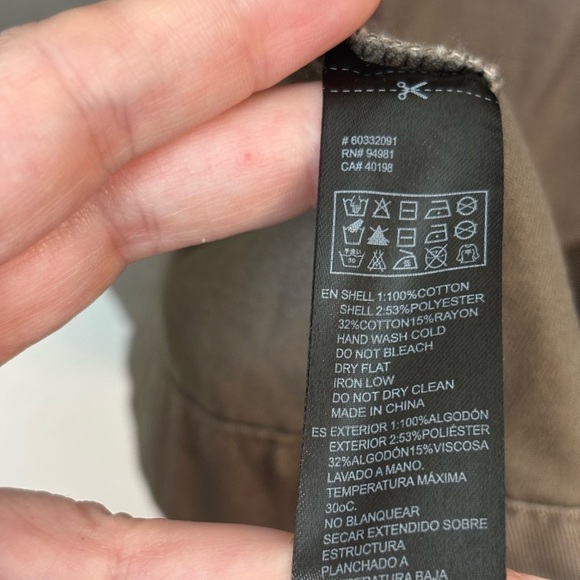 # 60332091
RN# 94981
CA# 40198
EN SHELL 1:100%COTTON
SHELL 2:53%POLYESTER
32%COTTON15%RAYON
HAND WASH COLD
DO NOT BLEACH
DRY FLAT
IRON LOW
DO NOT DRY CLEAN
MADE IN CHINA
ES EXTERIOR 1:100%ALGODÓN
EXTERIOR 2:53%POLIÉSTER
32%ALGODÓN15%VISCOSA
LAVADO A MANO.
TEMPERATURA MÁXIMA
30oC.
NO BLANQUEAR
SECAR EXTENDIDO SOBRE
ESTRUCTURA
PLANCHADO A
BAJA